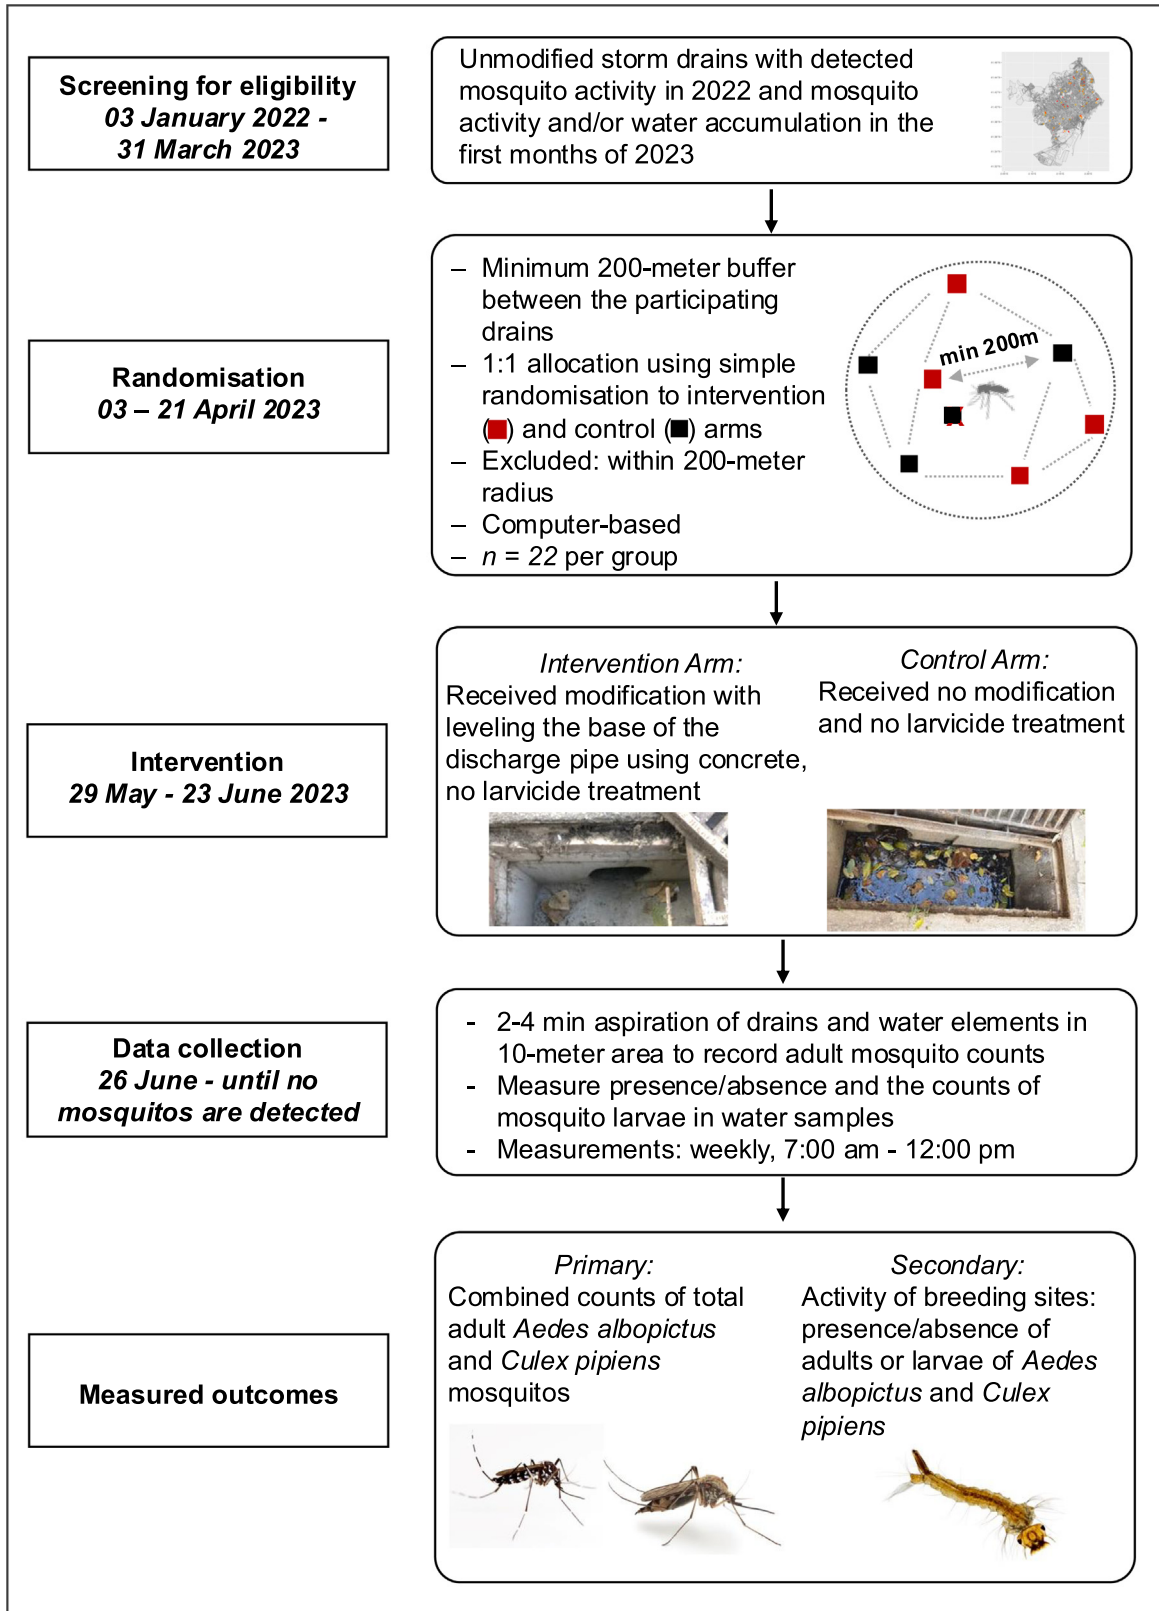 Screening for eligibility
03 January 2022 -
31 March 2023
Unmodified storm drains with detected
mosquito activity in 2022 and mosquito
activity and/or water accumulation in the
first months of 2023
Randomisation
03 – 21 April 2023
– Minimum 200-meter buffer
between the participating
drains
– 1:1 allocation using simple
randomisation to intervention
( ) and control ( ) arms
– Excluded: within 200-meter
radius
– Computer-based
– n = 22 per group
min 200m
Intervention
29 May - 23 June 2023
Intervention Arm:
Received modification with
leveling the base of the
discharge pipe using concrete,
no larvicide treatment
Control Arm:
Received no modification
and no larvicide treatment
Data collection
26 June - until no
mosquitos are detected
- 2-4 min aspiration of drains and water elements in
10-meter area to record adult mosquito counts
- Measure presence/absence and the counts of
mosquito larvae in water samples
- Measurements: weekly, 7:00 am - 12:00 pm
Measured outcomes
Primary:
Combined counts of total
adult Aedes albopictus
and Culex pipiens
mosquitos
Secondary:
Activity of breeding sites:
presence/absence of
adults or larvae of Aedes
albopictus and Culex
pipiens